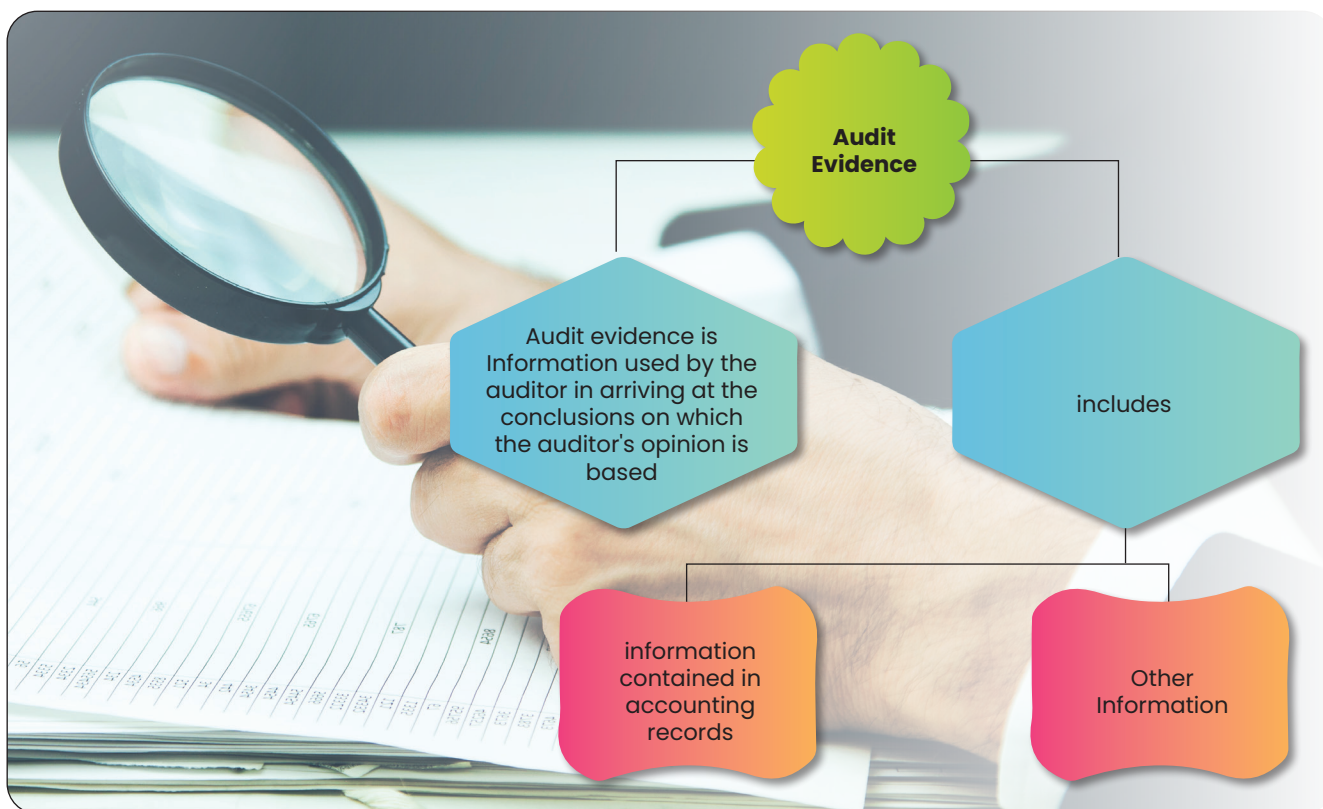 Audit
Evidence
Audit evidence is
Information used by the
auditor in arriving at the
conclusions on which
the auditor's opinion is
based
includes
information
contained in
accounting
records
Other
Information